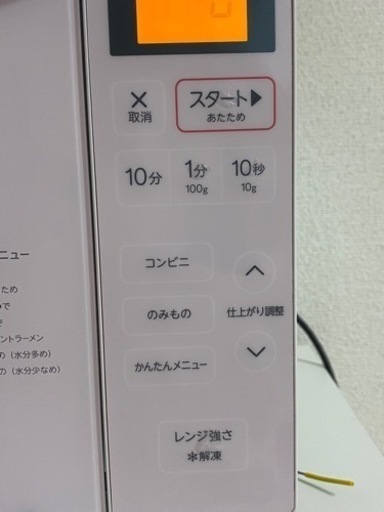 スタート▶
あたため
×
取消
10分
1分
100g
10秒
10g
コンビニ
のみもの
仕上がり調整
かんたんメニュー
レンジ強さ
✻解凍
ニュー
ため
で
ントラーメン
の（水分多め）
の（水分少なめ）